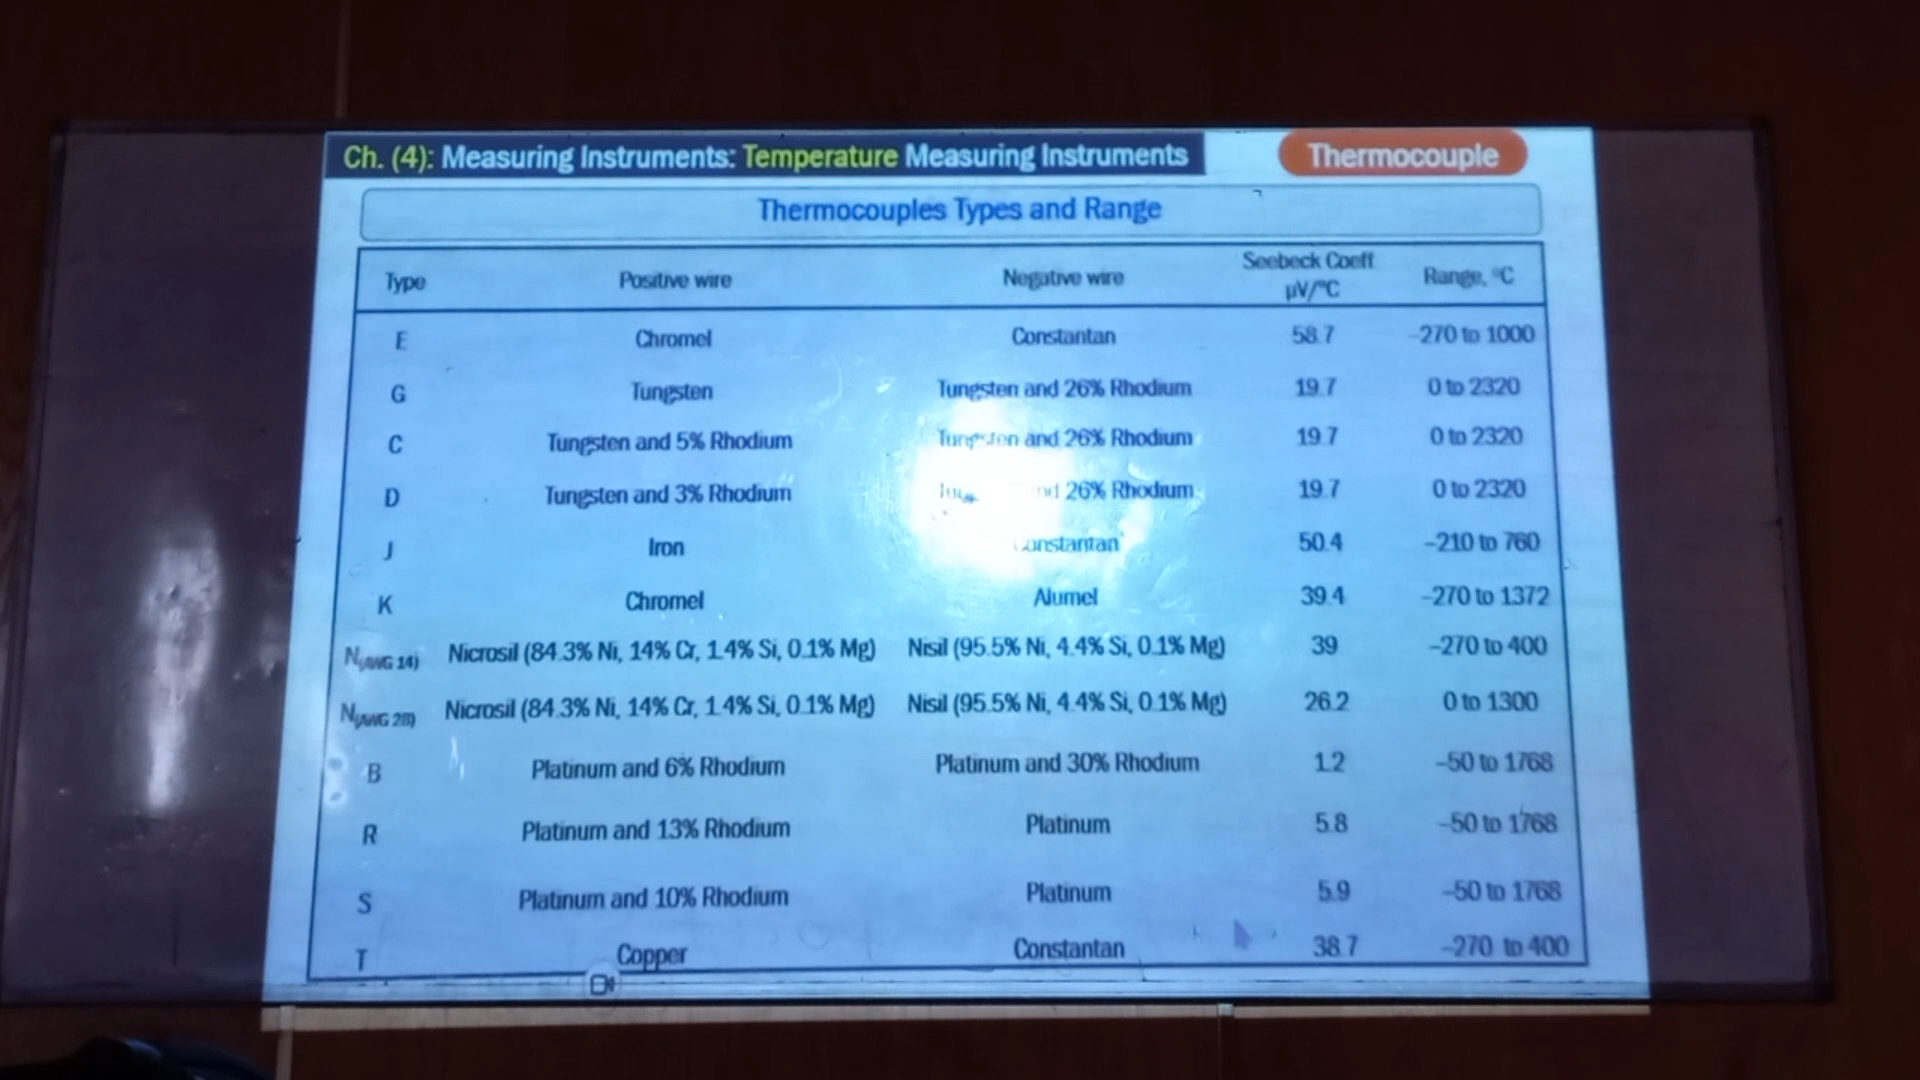 Ch. (4): Measuring Instruments: Temperature Measuring Instruments Thermocouple
Thermocouples Types and Range
Type Positive wire Negative wire Seebeck Coeff µV/°C Range, °C
E Chromel Constantan 58.7 -270 to 1000
G Tungsten Tungsten and 26% Rhodium 19.7 0 to 2320
C Tungsten and 5% Rhodium Tungsten and 26% Rhodium 19.7 0 to 2320
D Tungsten and 3% Rhodium 26% Rhodium 19.7 0 to 2320
J Iron Constantan 50.4 -210 to 760
K Chromel Alumel 39.4 -270 to 1372
N(AWG 14) Nicrosil (84.3% Ni, 14% Cr, 1.4% Si, 0.1% Mg) Nisil (95.5% Ni, 4.4% Si, 0.1% Mg) 39 -270 to 400
N(AWG 28) Nicrosil (84.3% Ni, 14% Cr, 1.4% Si, 0.1% Mg) Nisil (95.5% Ni, 4.4% Si, 0.1% Mg) 26.2 0 to 1300
B Platinum and 6% Rhodium Platinum and 30% Rhodium 1.2 -50 to 1768
R Platinum and 13% Rhodium Platinum 5.8 -50 to 1768
S Platinum and 10% Rhodium Platinum 5.9 -50 to 1768
T Copper Constantan 38.7 -270 to 400